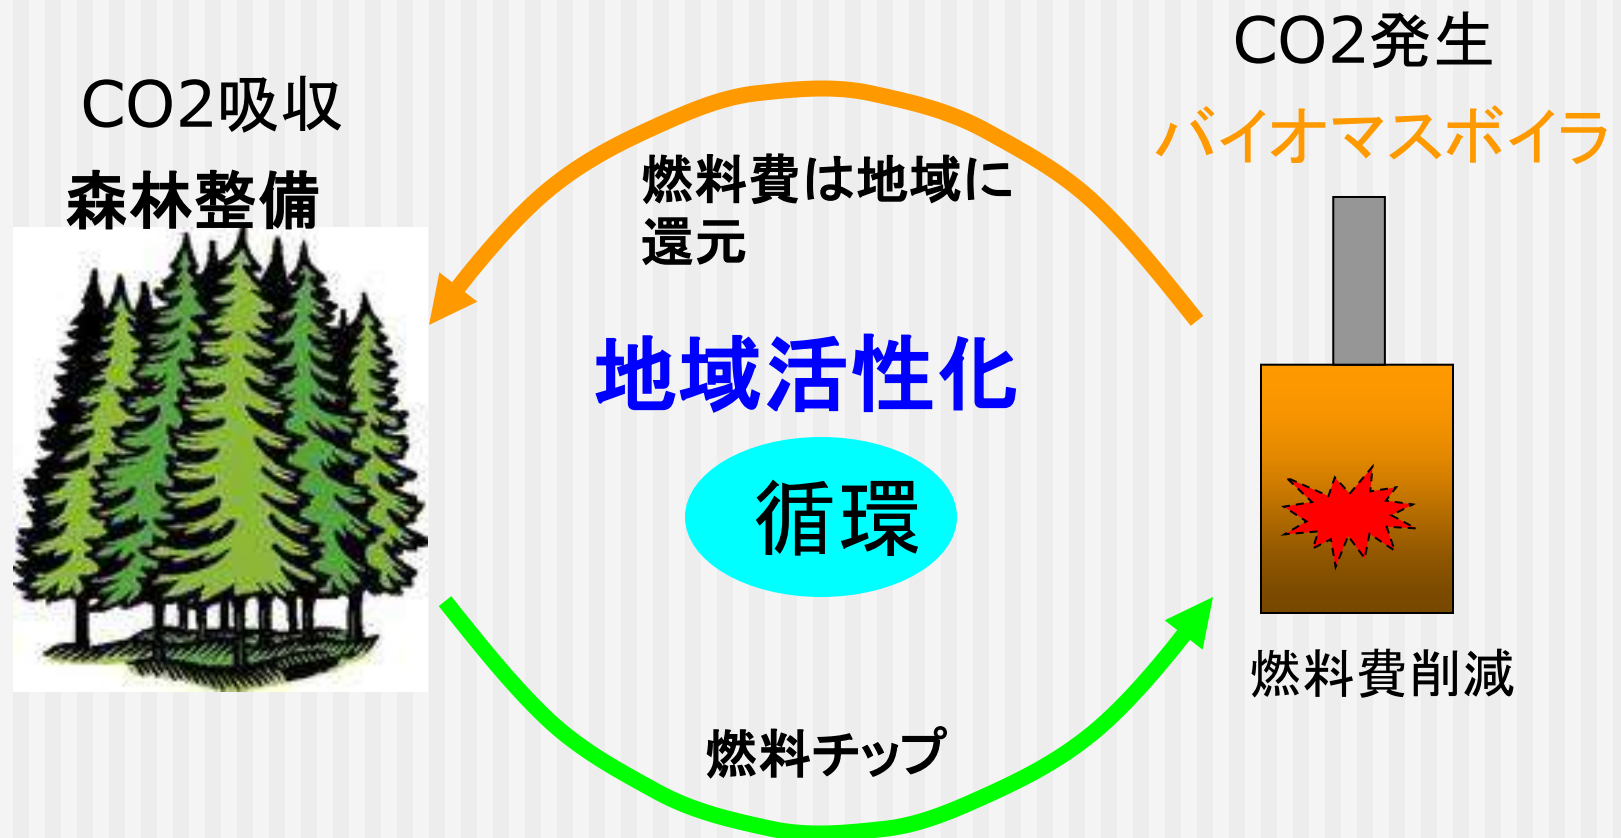 CO2発生
CO2吸収
バイオマスボイラ
森林整備
燃料費は地域に
還元
地域活性化
循環
燃料費削減
燃料チップ